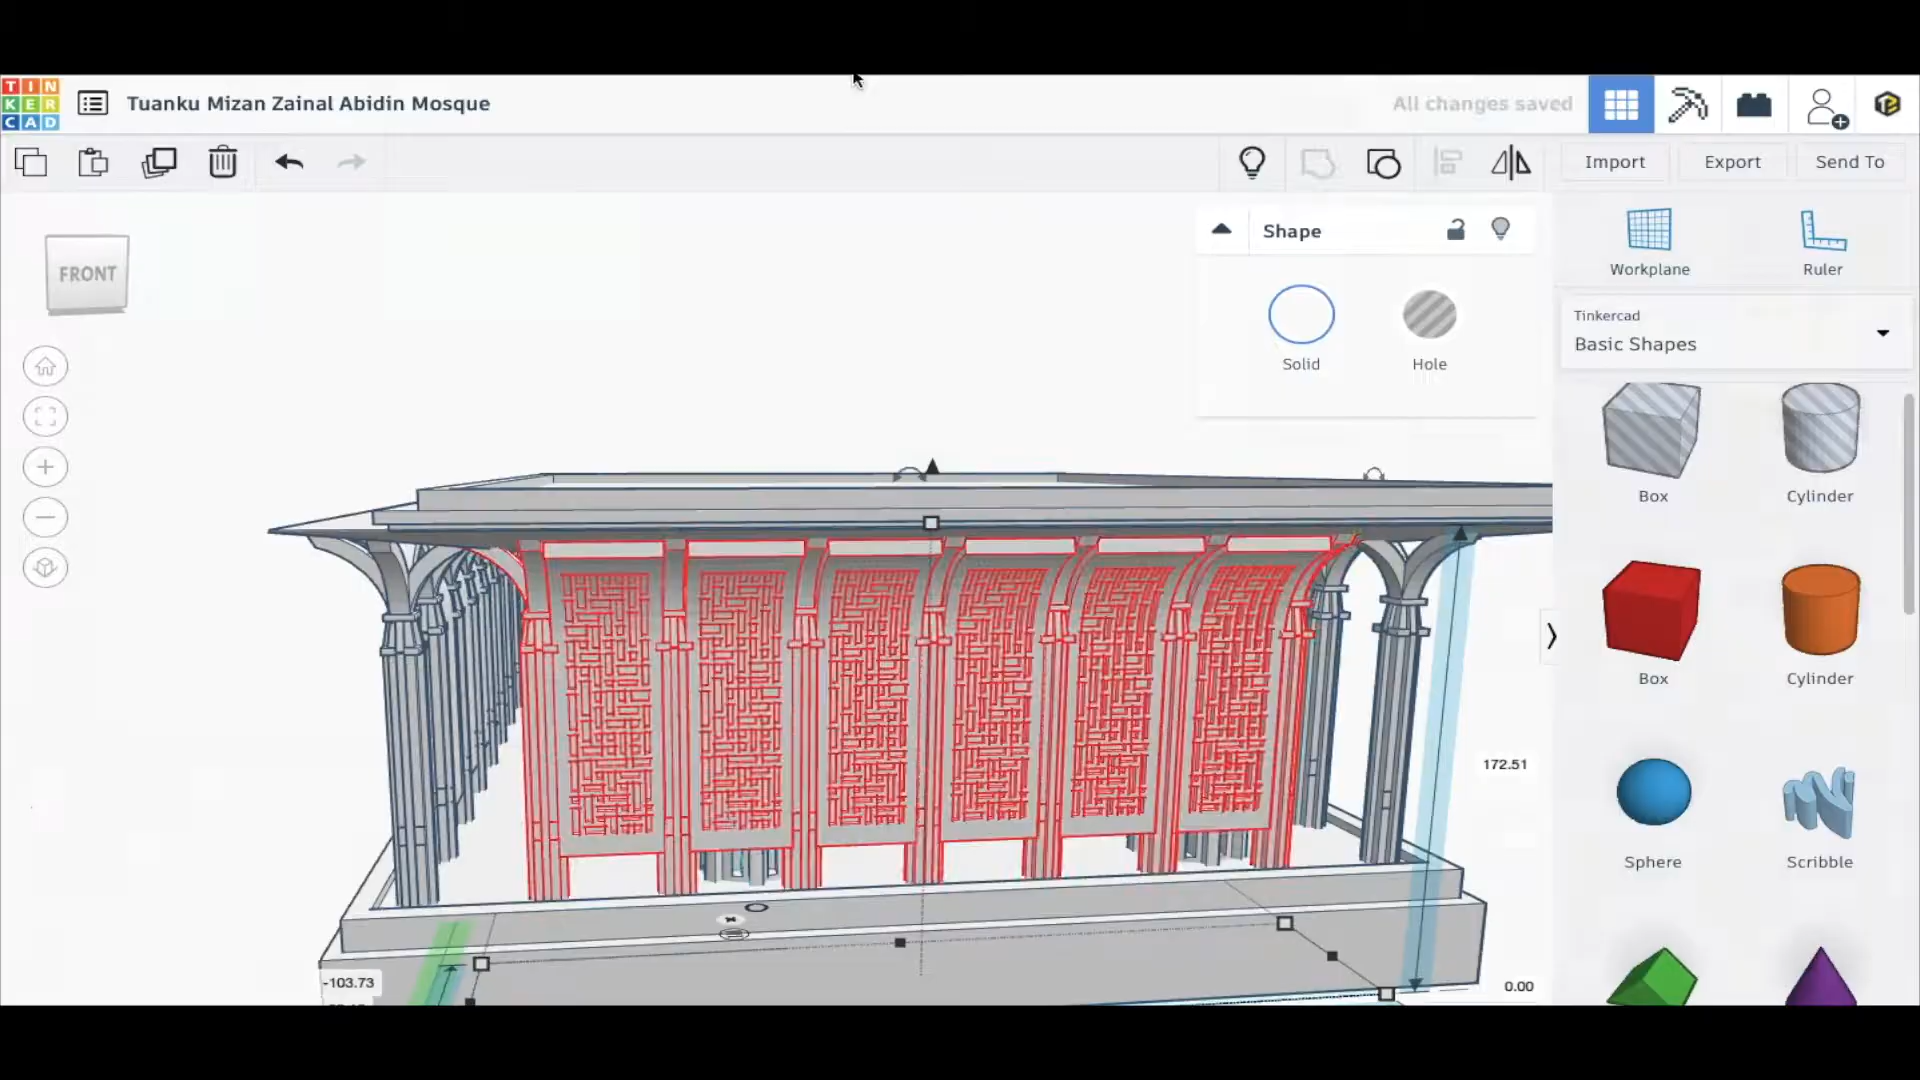 TIN
KER
CAD
Tuanku Mizan Zainal Abidin Mosque
All changes saved
Import
Export
Send To
FRONT
Shape
Solid
Hole
Workplane
Ruler
Tinkercad
Basic Shapes
Box
Cylinder
Box
Cylinder
Sphere
Scribble
172.51
-103.73
0.00